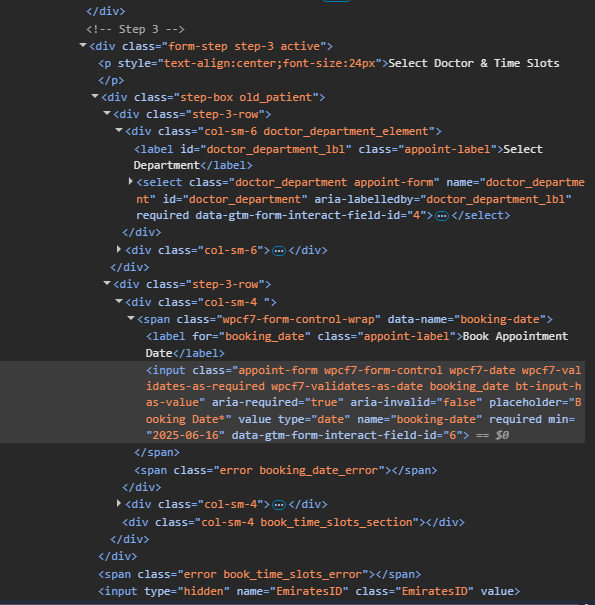 </div>
<!-- Step 3 -->
<div class="form-step step-3 active">
<p style="text-align:center;font-size:24px">Select Doctor & Time Slots
</p>
<div class="step-box old_patient">
<div class="step-3-row">
<div class="col-sm-6 doctor_department_element">
<label id="doctor_department_lbl" class="appoint-label">Select
Department</label>
<select class="doctor_department appoint-form" name="doctor_departme
nt" id="doctor_department" aria-labelledby="doctor_department_lbl"
required data-gtm-form-interact-field-id="4">…</select>
</div>
<div class="col-sm-6">…</div>
</div>
<div class="step-3-row">
<div class="col-sm-4 ">
<span class="wpcf7-form-control-wrap" data-name="booking-date">
<label for="booking_date" class="appoint-label">Book Appointment
Date</label>
<input class="appoint-form wpcf7-form-control wpcf7-date wpcf7-val
idates-as-required wpcf7-validates-as-date booking_date bt-input-h
as-value" aria-required="true" aria-invalid="false" placeholder="B
ooking Date*" value type="date" name="booking-date" required min=
"2025-06-16" data-gtm-form-interact-field-id="6"> == $0
</span>
<span class="error booking_date_error"></span>
</div>
<div class="col-sm-4">…</div>
<div class="col-sm-4 book_time_slots_section"></div>
</div>
</div>
<span class="error book_time_slots_error"></span>
<input type="hidden" name="EmiratesID" class="EmiratesID" value>